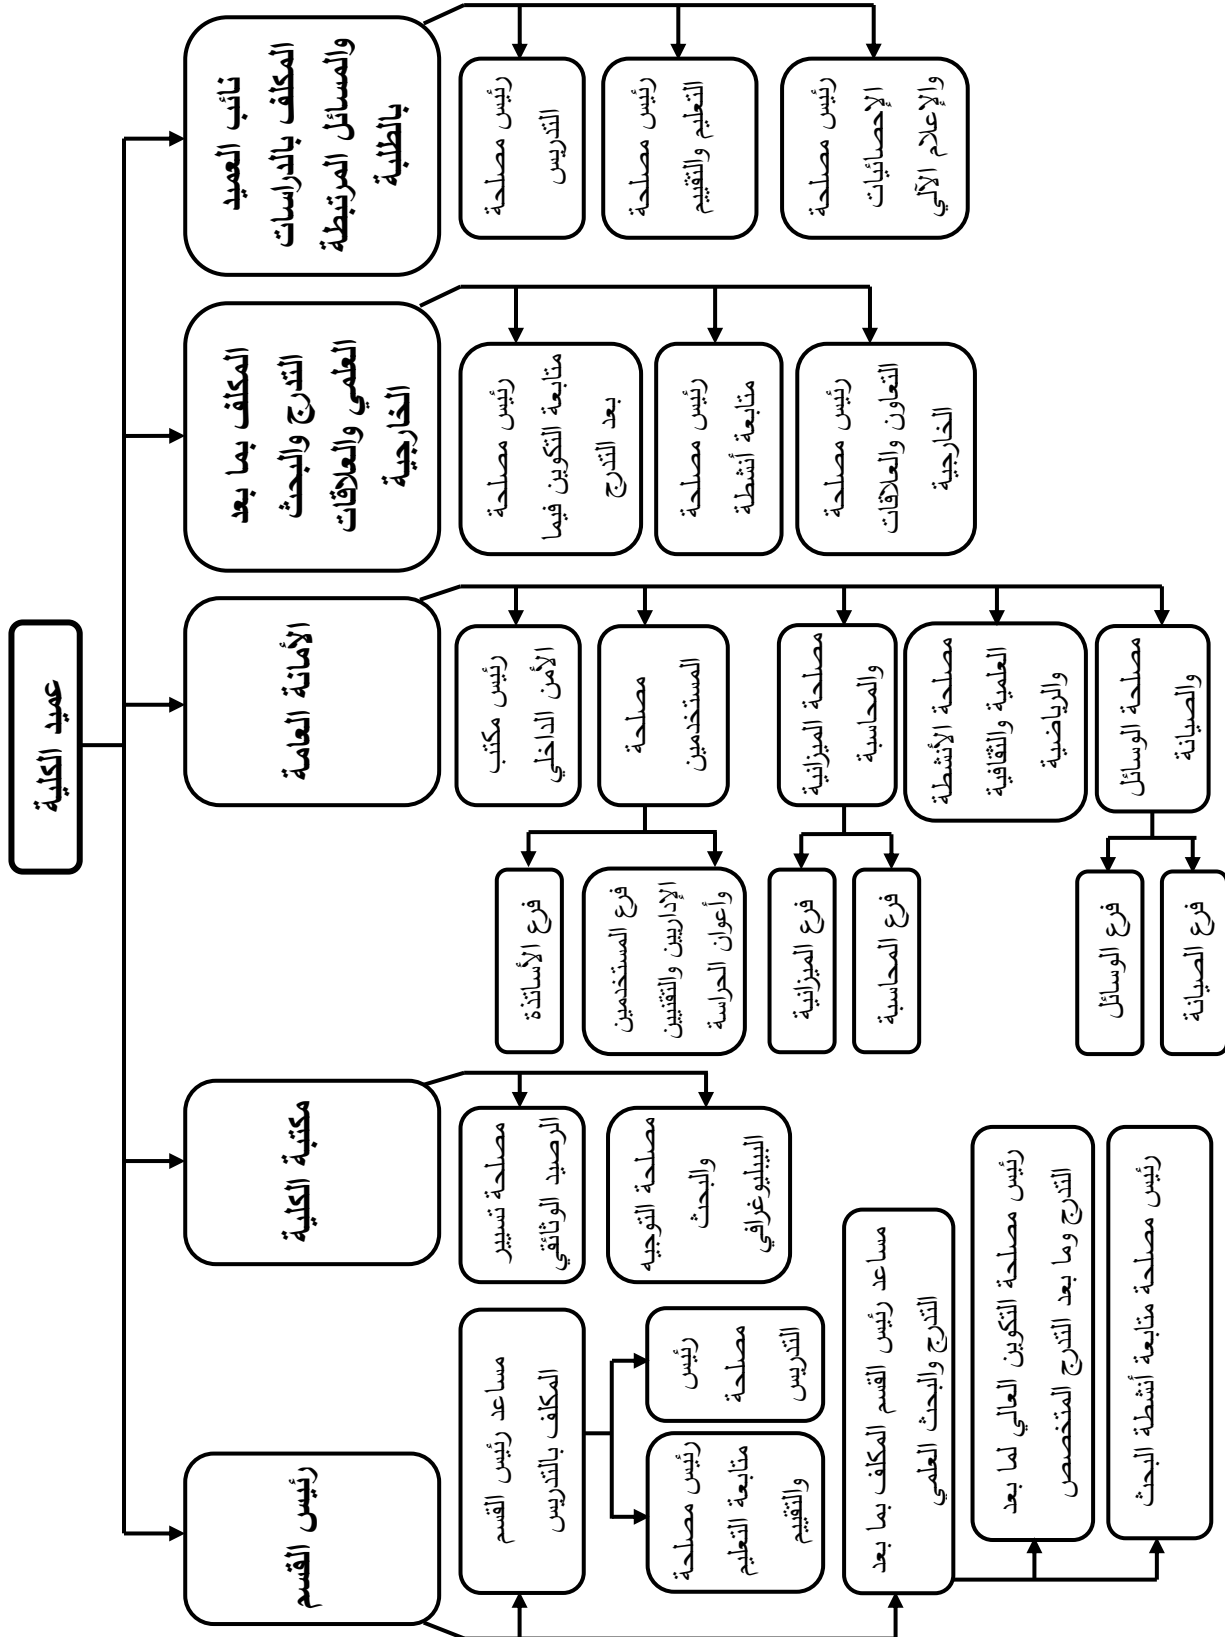 عميد الكلية
نائب العميد
المكلف بالدراسات
والمسائل المرتبطة
بالطلبة
المكلف بما بعد
التدرج والبحث
العلمي والعلاقات
الخارجية
الأمانة العامة
مكتبة الكلية
رئيس القسم
رئيس مصلحة
التدريس
رئيس مصلحة
التعليم والتقييم
رئيس مصلحة
الإحصائيات
والإعلام الآلي
رئيس مصلحة
متابعة التكوين فيما
بعد التدرج
رئيس مصلحة
متابعة أنشطة
رئيس مصلحة
التعاون والعلاقات
الخارجية
رئيس مكتب
الأمن الداخلي
مصلحة
المستخدمين
فرع الأساتذة
فرع المستخدمين
الإداريين والتقنيين
وأعوان الحراسة
مصلحة الميزانية
والمحاسبة
فرع الميزانية
فرع المحاسبة
مصلحة الأنشطة
العلمية والثقافية
والرياضية
مصلحة الوسائل
والصيانة
فرع الوسائل
فرع الصيانة
مصلحة تسيير
الرصيد الوثائقي
مصلحة التوجيه
والبحث
البيبليوغرافي
مساعد رئيس القسم
المكلف بالتدريس
رئيس
مصلحة
التدريس
رئيس مصلحة
متابعة التعليم
والتقييم
مساعد رئيس القسم المكلف بما بعد
التدرج والبحث العلمي
رئيس مصلحة التكوين العالي لما بعد
التدرج وما بعد التدرج المتخصص
رئيس مصلحة متابعة أنشطة البحث